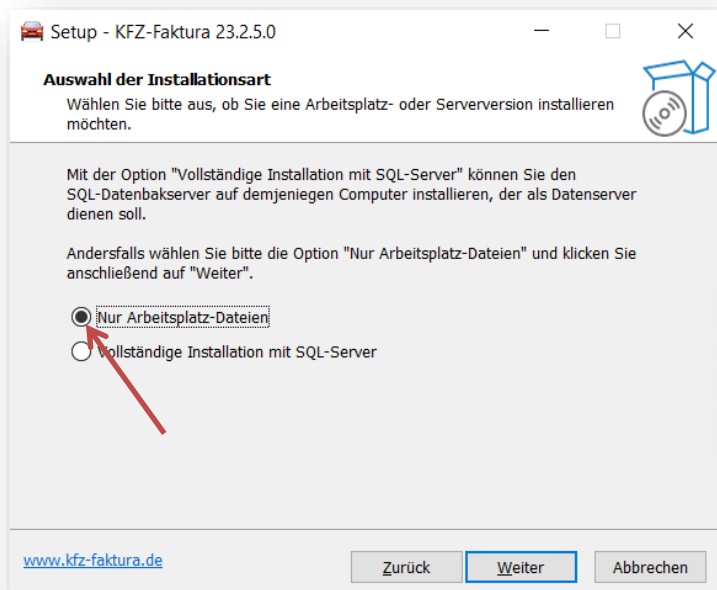 Setup - KFZ-Faktura 23.2.5.0
Auswahl der Installationsart
Wählen Sie bitte aus, ob Sie eine Arbeitsplatz- oder Serverversion installieren
möchten.
Mit der Option "Vollständige Installation mit SQL-Server" können Sie den
SQL-Datenbakserver auf demjeniegen Computer installieren, der als Datenserver
dienen soll.
Andersfalls wählen Sie bitte die Option "Nur Arbeitsplatz-Dateien" und klicken Sie
anschließend auf "Weiter".
Nur Arbeitsplatz-Dateien
Vollständige Installation mit SQL-Server
www.kfz-faktura.de
Zurück
Weiter
Abbrechen